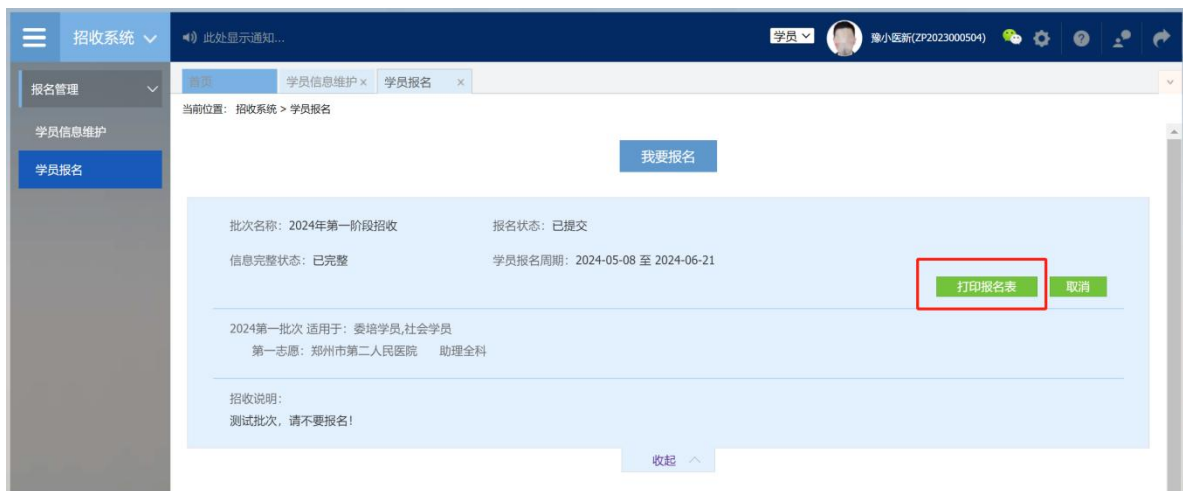 招收系统
此处显示通知...
学员
豫小医新(ZP2023000504)
报名管理
首页
学员信息维护 ×
学员报名 ×
当前位置: 招收系统 > 学员报名
学员信息维护
学员报名
我要报名
批次名称: 2024年第一阶段招收
报名状态: 已提交
信息完整状态: 已完整
学员报名周期: 2024-05-08 至 2024-06-21
打印报名表
取消
2024第一批次 适用于: 委培学员,社会学员
第一志愿: 郑州市第二人民医院 助理全科
招收说明:
测试批次, 请不要报名!
收起